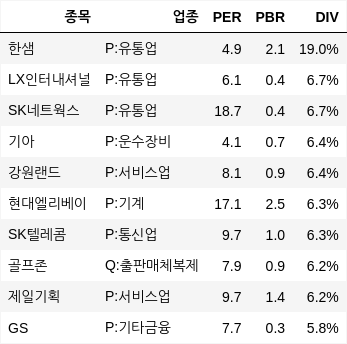 종목 업종 PER PBR DIV
한샘 P:유통업 4.9 2.1 19.0%
LX인터내셔널 P:유통업 6.1 0.4 6.7%
SK네트웍스 P:유통업 18.7 0.4 6.7%
기아 P:운수장비 4.1 0.7 6.4%
강원랜드 P:서비스업 8.1 0.9 6.4%
현대엘리베이 P:기계 17.1 2.5 6.3%
SK텔레콤 P:통신업 9.7 1.0 6.3%
골프존 Q:출판매체복제 7.9 0.9 6.2%
제일기획 P:서비스업 9.7 1.4 6.2%
GS P:기타금융 7.7 0.3 5.8%